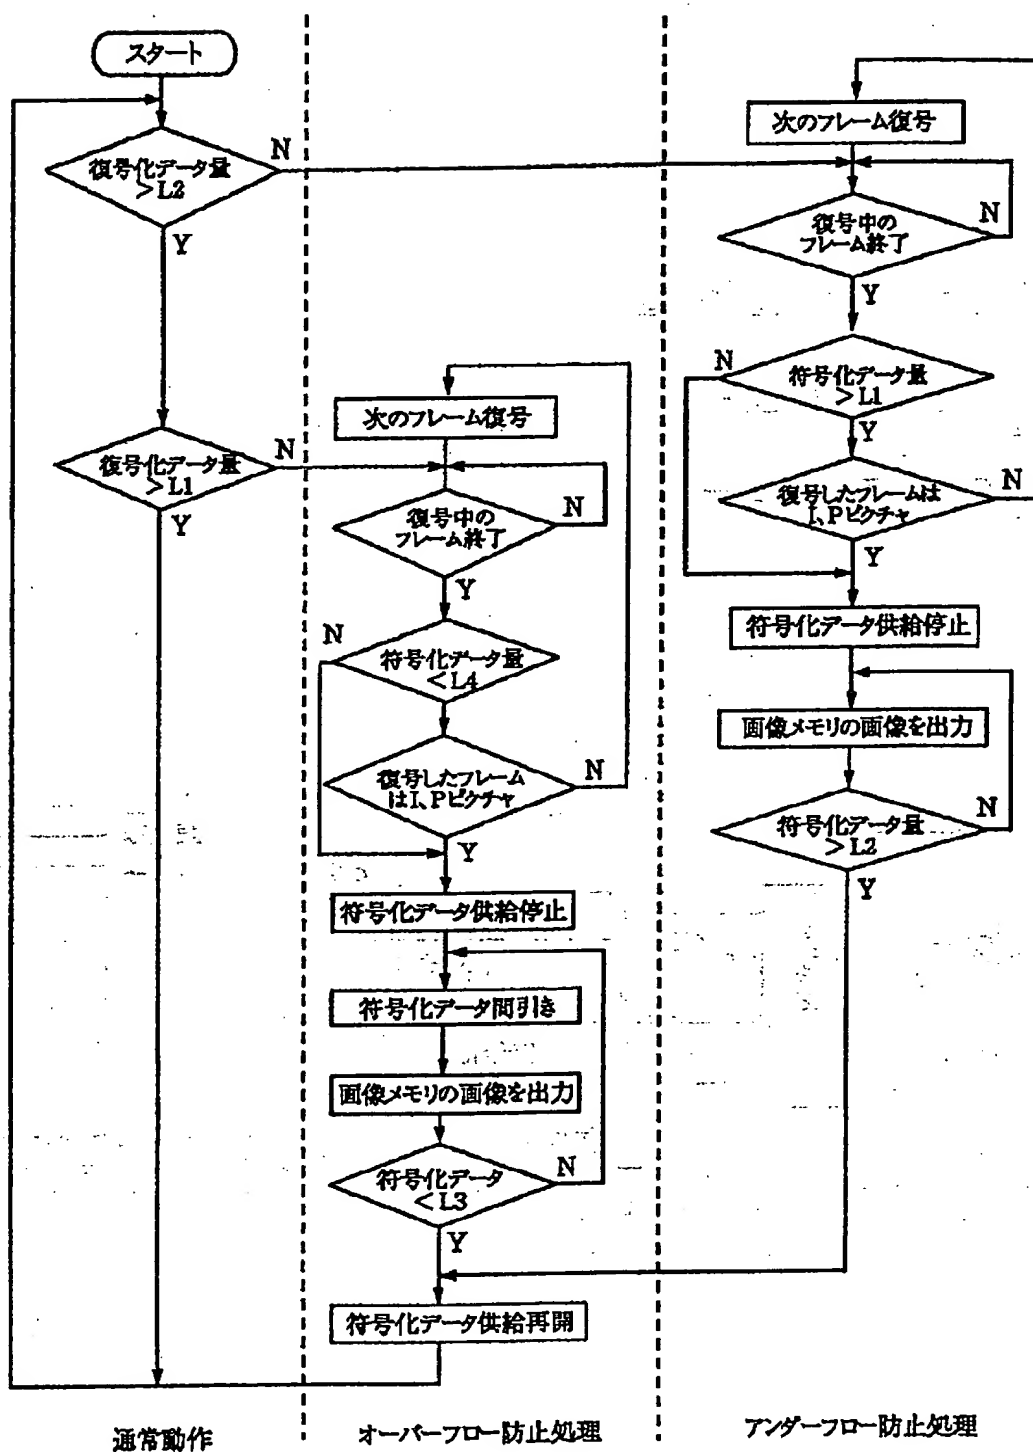 スタート
復号化データ量
>L2
N
Y
復号化データ量
>L1
N
Y
次のフレーム復号
復号中の
フレーム終了
N
Y
符号化データ量
<L4
N
復号したフレーム
はI、Pピクチャ
N
Y
符号化データ供給停止
符号化データ間引き
画像メモリの画像を出力
符号化データ
<L3
N
Y
符号化データ供給再開
次のフレーム復号
復号中の
フレーム終了
N
Y
符号化データ量
>L1
N
Y
復号したフレームは
I、Pピクチャ
N
Y
符号化データ供給停止
画像メモリの画像を出力
符号化データ量
>L2
N
Y
通常動作
オーバーフロー防止処理
アンダーフロー防止処理